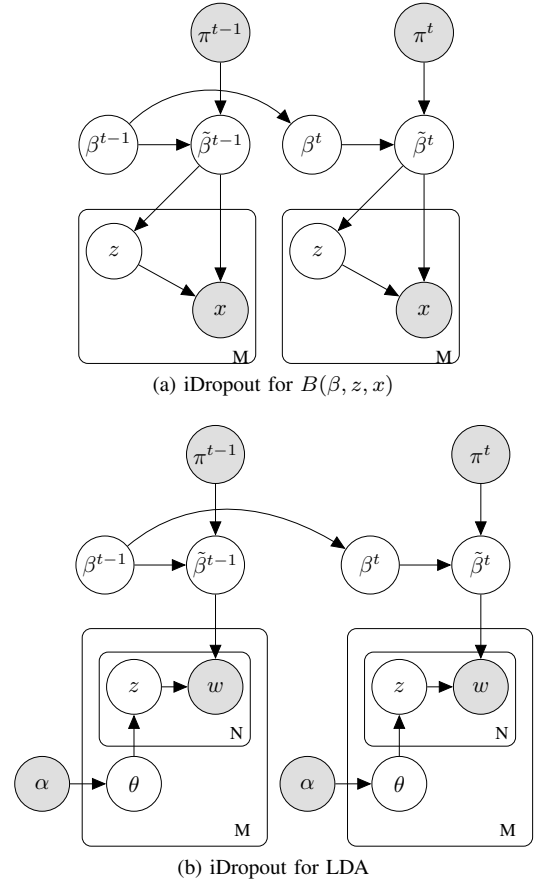 π^{t−1} π^t
β^{t−1} β̃^{t−1} β^t β̃^t
z z
x x
M M
(a) iDropout for B(β, z, x)
π^{t−1} π^t
β^{t−1} β̃^{t−1} β^t β̃^t
z w z w
N N
α θ α θ
M M
(b) iDropout for LDA